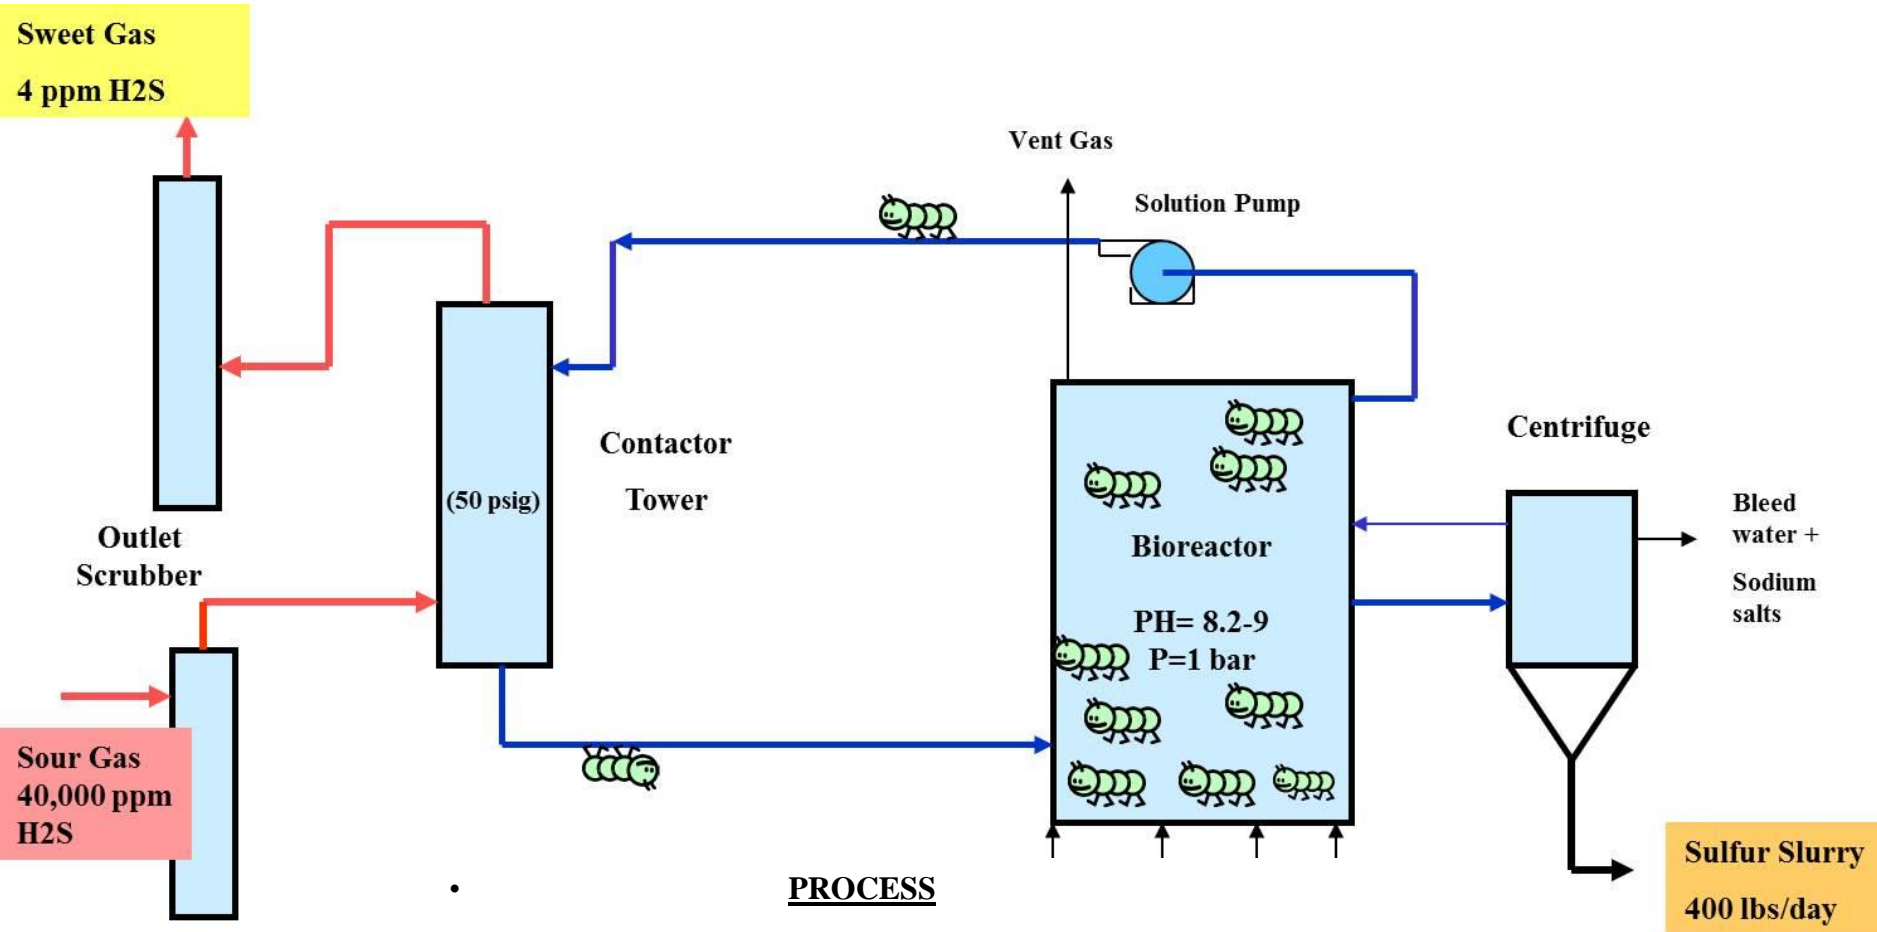 Sweet Gas
4 ppm H2S
Vent Gas
Solution Pump
Contactor
Tower
(50 psig)
Centrifuge
Bleed
water +
Sodium
salts
Outlet
Scrubber
Bioreactor
PH= 8.2-9
P=1 bar
Sour Gas
40,000 ppm
H2S
Sulfur Slurry
400 lbs/day
• PROCESS